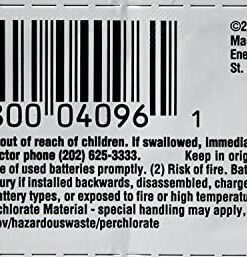 ©2
Ma
Ene
St.
800 04096 1
out of reach of children. If swallowed, immedia
ctor phone (202) 625-3333. Keep in orig
e of used batteries promptly. (2) Risk of fire. Bat
ury if installed backwards, disassembled, charge
attery types, or exposed to fire or high temperatu
chlorate Material - special handling may apply,
ov/hazardouswaste/perchlorate